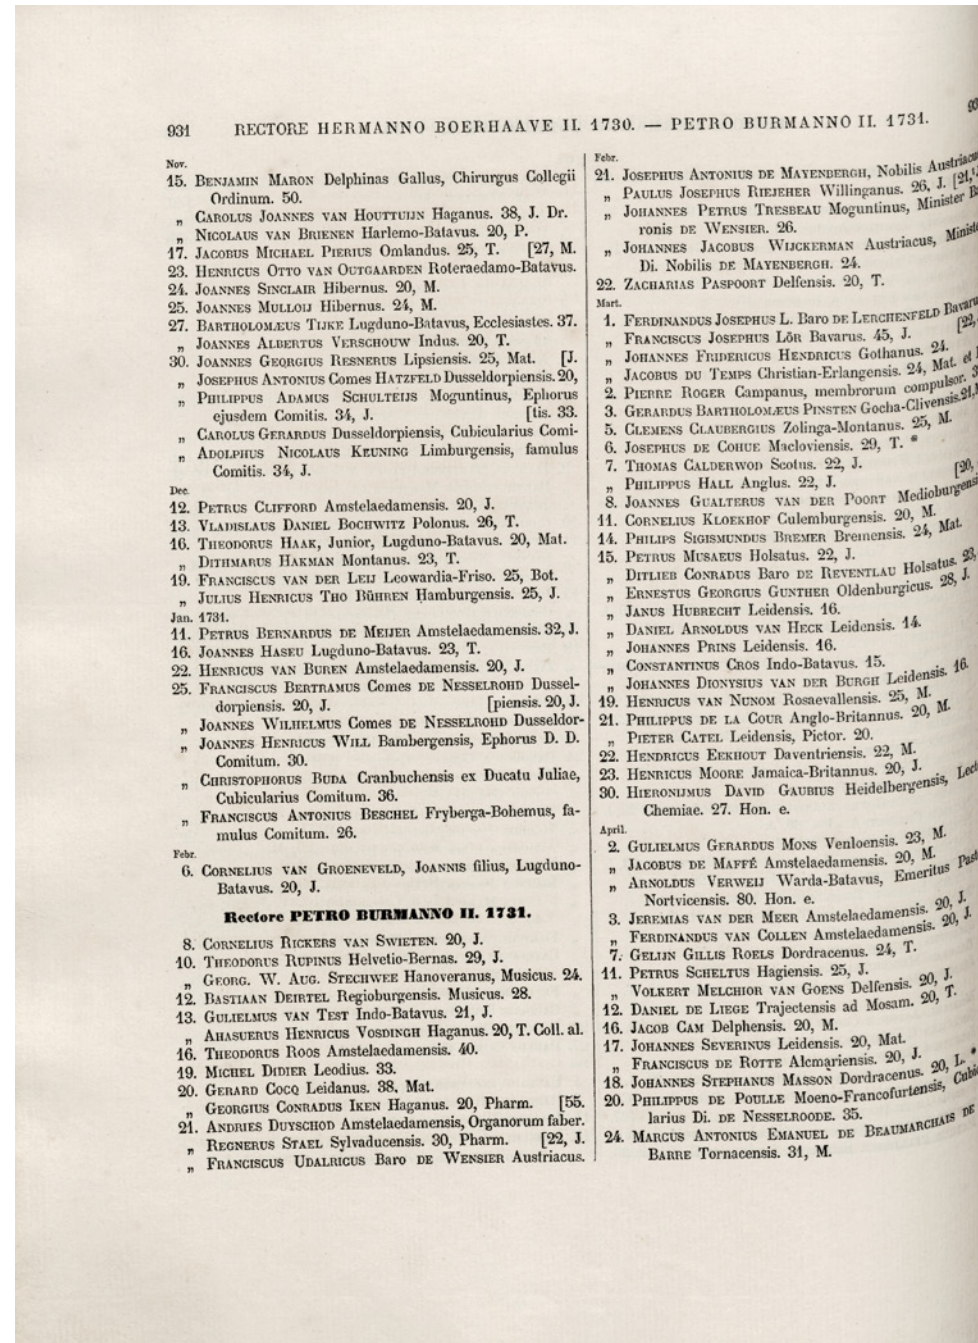 931 RECTORE HERMANNO BOERHAAVE II. 1730. — PETRO BURMANNO II. 1731.
Nov.
15. BENJAMIN MARON Delphinas Gallus, Chirurgus Collegii
Ordinum. 50.
„ CAROLUS JOANNES VAN HOUTTUIJN Haganus. 38, J. Dr.
„ NICOLAUS VAN BRIENEN Harlemo-Batavus. 20, P.
17. JACOBUS MICHAEL PIERIUS Omlandus. 25, T. [27, M.
23. HENRICUS OTTO VAN OUTGAARDEN Roteraedamo-Batavus.
24. JOANNES SINCLAIR Hibernus. 20, M.
25. JOANNES MULLOIJ Hibernus. 24, M.
27. BARTHOLOMÆUS TIJKE Lugduno-Batavus, Ecclesiastes. 37.
„ JOANNES ALBERTUS VERSCHOUW Indus. 20, T.
30. JOANNES GEORGIUS RESNERUS Lipsiensis. 25, Mat. [J.
„ JOSEPHUS ANTONIUS Comes HATZFELD Dusseldorpiensis. 20,
„ PHILIPPUS ADAMUS SCHULTEIJS Moguntinus, Ephorus
ejusdem Comitis. 34, J. [tis. 33.
„ CAROLUS GERARDUS Dusseldorpiensis, Cubicularius Comi-
„ ADOLPHUS NICOLAUS KEUNING Limburgensis, famulus
Comitis. 34, J.
Dec.
12. PETRUS CLIFFORD Amstelaedamensis. 20, J.
13. VLADISLAUS DANIEL BOCHWITZ Polonus. 26, T.
16. THEODORUS HAAK, Junior, Lugduno-Batavus. 20, Mat.
„ DITHMARUS HAKMAN Montanus. 23, T.
19. FRANCISCUS VAN DER LEIJ Leowardia-Friso. 25, Bot.
„ JULIUS HENRICUS THO BÜHREN Hamburgensis. 25, J.
Jan. 1731.
11. PETRUS BERNARDUS DE MEIJER Amstelaedamensis. 32, J.
16. JOANNES HASEU Lugduno-Batavus. 23, T.
22. HENRICUS VAN BUREN Amstelaedamensis. 20, J.
25. FRANCISCUS BERTRAMUS Comes DE NESSELROHD Dussel-
dorpiensis. 20, J. [piensis. 20, J.
„ JOANNES WILHELMUS Comes DE NESSELROHD Dusseldor-
„ JOANNES HENRICUS WILL Bambergensis, Ephorus D. D.
Comitum. 30.
„ CHRISTOPHORUS BUDA Cranbuchensis ex Ducatu Juliae,
Cubicularius Comitum. 36.
„ FRANCISCUS ANTONIUS BESCHEL Fryberga-Bohemus, fa-
mulus Comitum. 26.
Febr.
6. CORNELIUS VAN GROENEVELD, JOANNIS filius, Lugduno-
Batavus. 20, J.
Rectore PETRO BURMANNO II. 1731.
8. CORNELIUS RICKERS VAN SWIETEN. 20, J.
10. THEODORUS RUPINUS Helvetio-Bernas. 29, J.
„ GEORG. W. AUG. STECHWEE Hanoveranus, Musicus. 24.
12. BASTIAAN DEIRTEL Regioburgensis. Musicus. 28.
13. GULIELMUS VAN TEST Indo-Batavus. 21, J.
„ AHASUERUS HENRICUS VOSDINGH Haganus. 20, T. Coll. al.
16. THEODORUS ROOS Amstelaedamensis. 40.
19. MICHEL DIDIER Leodius. 33.
20. GERARD COCQ Leidanus. 38, Mat.
„ GEORGIUS CONRADUS IKEN Haganus. 20, Pharm. [55.
21. ANDRIES DUYSCHOD Amstelaedamensis, Organorum faber.
„ REGNERUS STAEL Sylvaducensis. 30, Pharm. [22, J.
„ FRANCISCUS UDALRICUS Baro DE WENSIER Austriacus.
Febr.
21. JOSEPHUS ANTONIUS DE MAYENBERGH, Nobilis
„ PAULUS JOSEPHUS RIEJEHER Willinganus. 26, J. [21,
„ JOHANNES PETRUS TRESBEAU Moguntinus, Minister
ronis DE WENSIER. 26.
„ JOHANNES JACOBUS WIJCKERMAN Austriacus,
Di. Nobilis DE MAYENBERGH. 24.
22. ZACHARIAS PASPOORT Delfensis. 20, T.
Mart.
1. FERDINANDUS JOSEPHUS L. Baro DE LERCHENFELD
„ FRANCISCUS JOSEPHUS LÖR Bavarus. 45, J. [22,
„ JOHANNES FRIDERICUS HENDRICUS Gothanus. 24.
„ JACOBUS DU TEMPS Christian-Erlangensis. 24, Mat. et
2. PIERRE ROGER Campanus, membrorum compulsor.
3. GERARDUS BARTHOLOMÆUS PINSTEN Gocha-Clivensis. 21,
5. CLEMENS CLAUBERGIUS Zolinga-Montanus. 25, M.
6. JOSEPHUS DE COHUE Macloviensis. 29, T. *
7. THOMAS CALDERWOD Scotus. 22, J.
„ PHILIPPUS HALL Anglus. 22, J. [20,
8. JOANNES GUALTERUS VAN DER POORT
11. CORNELIUS KLOEKHOF Culemburgensis. 20, M.
14. PHILIPS SIGISMUNDUS BREMER Bremensis. 24, Mat.
15. PETRUS MUSAEUS Holsatus. 22, J.
„ DITLIEB CONRADUS Baro DE REVENTLAU Holsatus. 23,
„ ERNESTUS GEORGIUS GUNTHER Oldenburgicus. 28, J.
„ JANUS HUBRECHT Leidensis. 16.
„ DANIEL ARNOLDUS VAN HECK Leidensis. 14.
„ JOHANNES PRINS Leidensis. 16.
„ CONSTANTINUS CROS Indo-Batavus. 15.
„ JOHANNES DIONYSIUS VAN DER BURGH Leidensis. 16.
19. HENRICUS VAN NUNOM Rosaevallensis. 25, M.
21. PHILIPPUS DE LA COUR Anglo-Britannus. 20, M.
„ PIETER CATEL Leidensis, Pictor. 20.
22. HENDRICUS EEKHOUT Daventriensis. 22, M.
23. HENRICUS MOORE Jamaica-Britannus. 20, J.
30. HIERONIJMUS DAVID GAUBIUS Heidelbergensis,
Chemiae. 27. Hon. e.
April.
2. GULIELMUS GERARDUS MONS Venloensis. 23, M.
„ JACOBUS DE MAFFÉ Amstelaedamensis. 20, M.
„ ARNOLDUS VERWEIJ Warda-Batavus, Emeritus
Nortvicensis. 80. Hon. e.
3. JEREMIAS VAN DER MEER Amstelaedamensis. 20, J.
„ FERDINANDUS VAN COLLEN Amstelaedamensis. 20, J.
7. GELIJN GILLIS ROELS Dordracenus. 24, T.
11. PETRUS SCHELTUS Hagiensis. 25, J.
„ VOLKERT MELCHIOR VAN GOENS Delfensis. 20, J.
12. DANIEL DE LIEGE Trajectensis ad Mosam. 20, T.
16. JACOB CAM Delphensis. 20, M.
17. JOHANNES SEVERINUS Leidensis. 20, Mat.
„ FRANCISCUS DE ROTTE Alcmariensis. 20, J.
18. JOHANNES STEPHANUS MASSON Dordracenus. 20, L. *
20. PHILIPPUS DE POULLE Moeno-Francofurtensis,
larius Di. DE NESSELROODE. 35.
24. MARCUS ANTONIUS EMANUEL DE BEAUMARCHAIS DE
BARRE Tornacensis. 31, M.